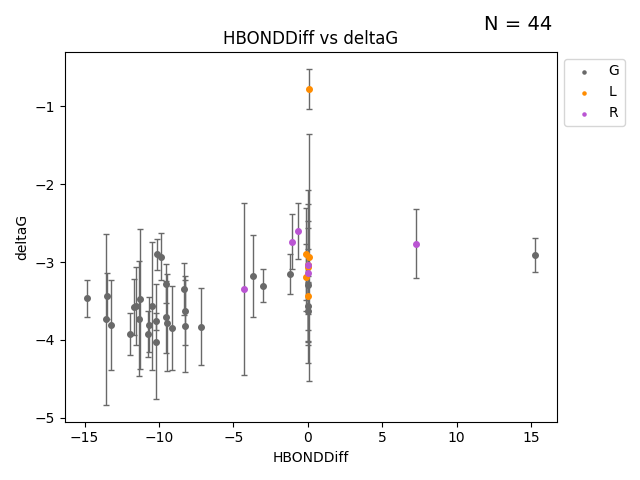 N = 44
HBONDDiff vs deltaG
G
L
R
−1
−2
−3
−4
−5
deltaG
−15 −10 −5 0 5 10 15
HBONDDiff